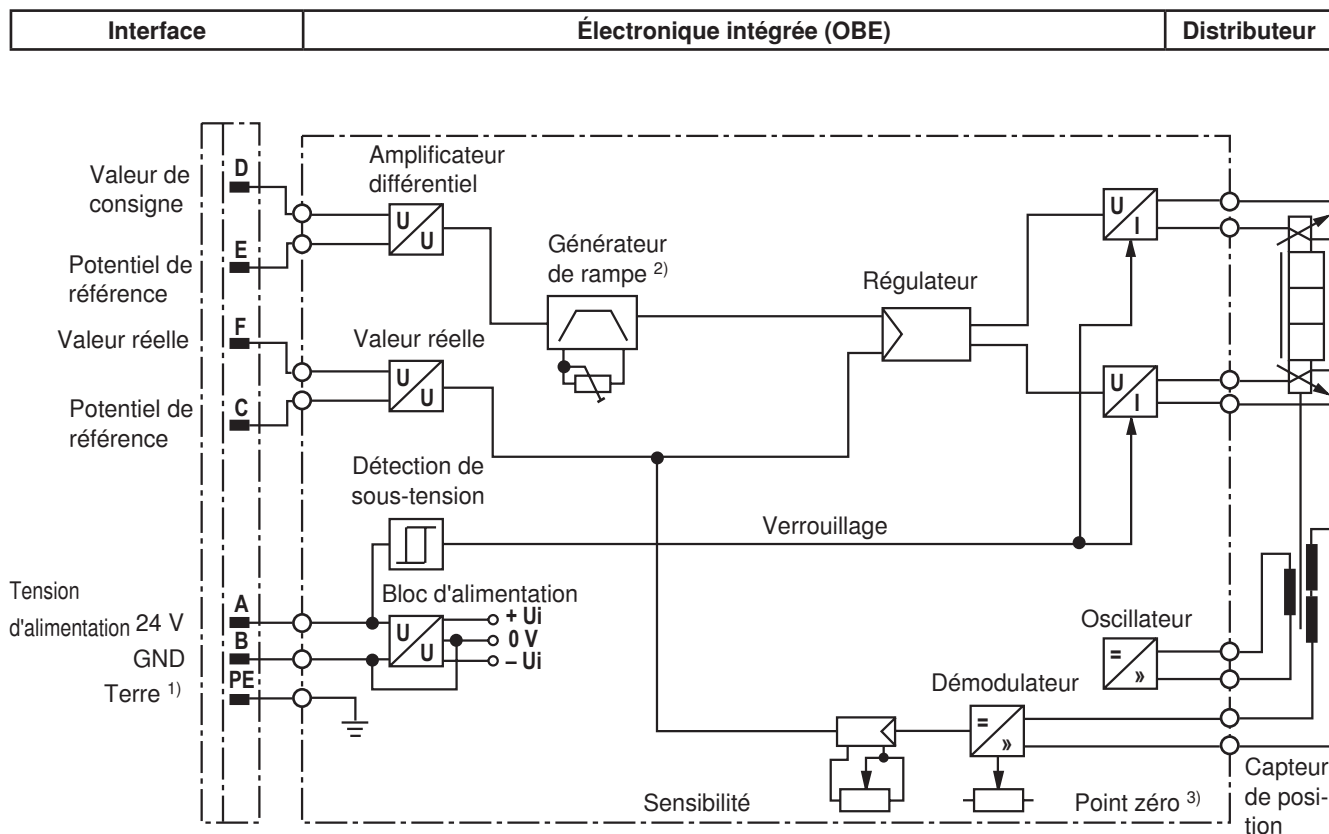 Interface
Électronique intégrée (OBE)
Distributeur
Amplificateur
différentiel
D
Valeur de
consigne
U
U
U
I
E
Potentiel de
référence
Générateur
de rampe 2)
Régulateur
F
Valeur réelle
Valeur réelle
U
U
U
I
C
Potentiel de
référence
Détection de
sous-tension
Verrouillage
Tension
d'alimentation 24 V
A
Bloc d'alimentation
U
U
+ Ui
0 V
– Ui
B
GND
PE
Terre 1)
Oscillateur
=
»
Démodulateur
=
»
Sensibilité
Point zéro 3)
Capteur
de posi-
tion